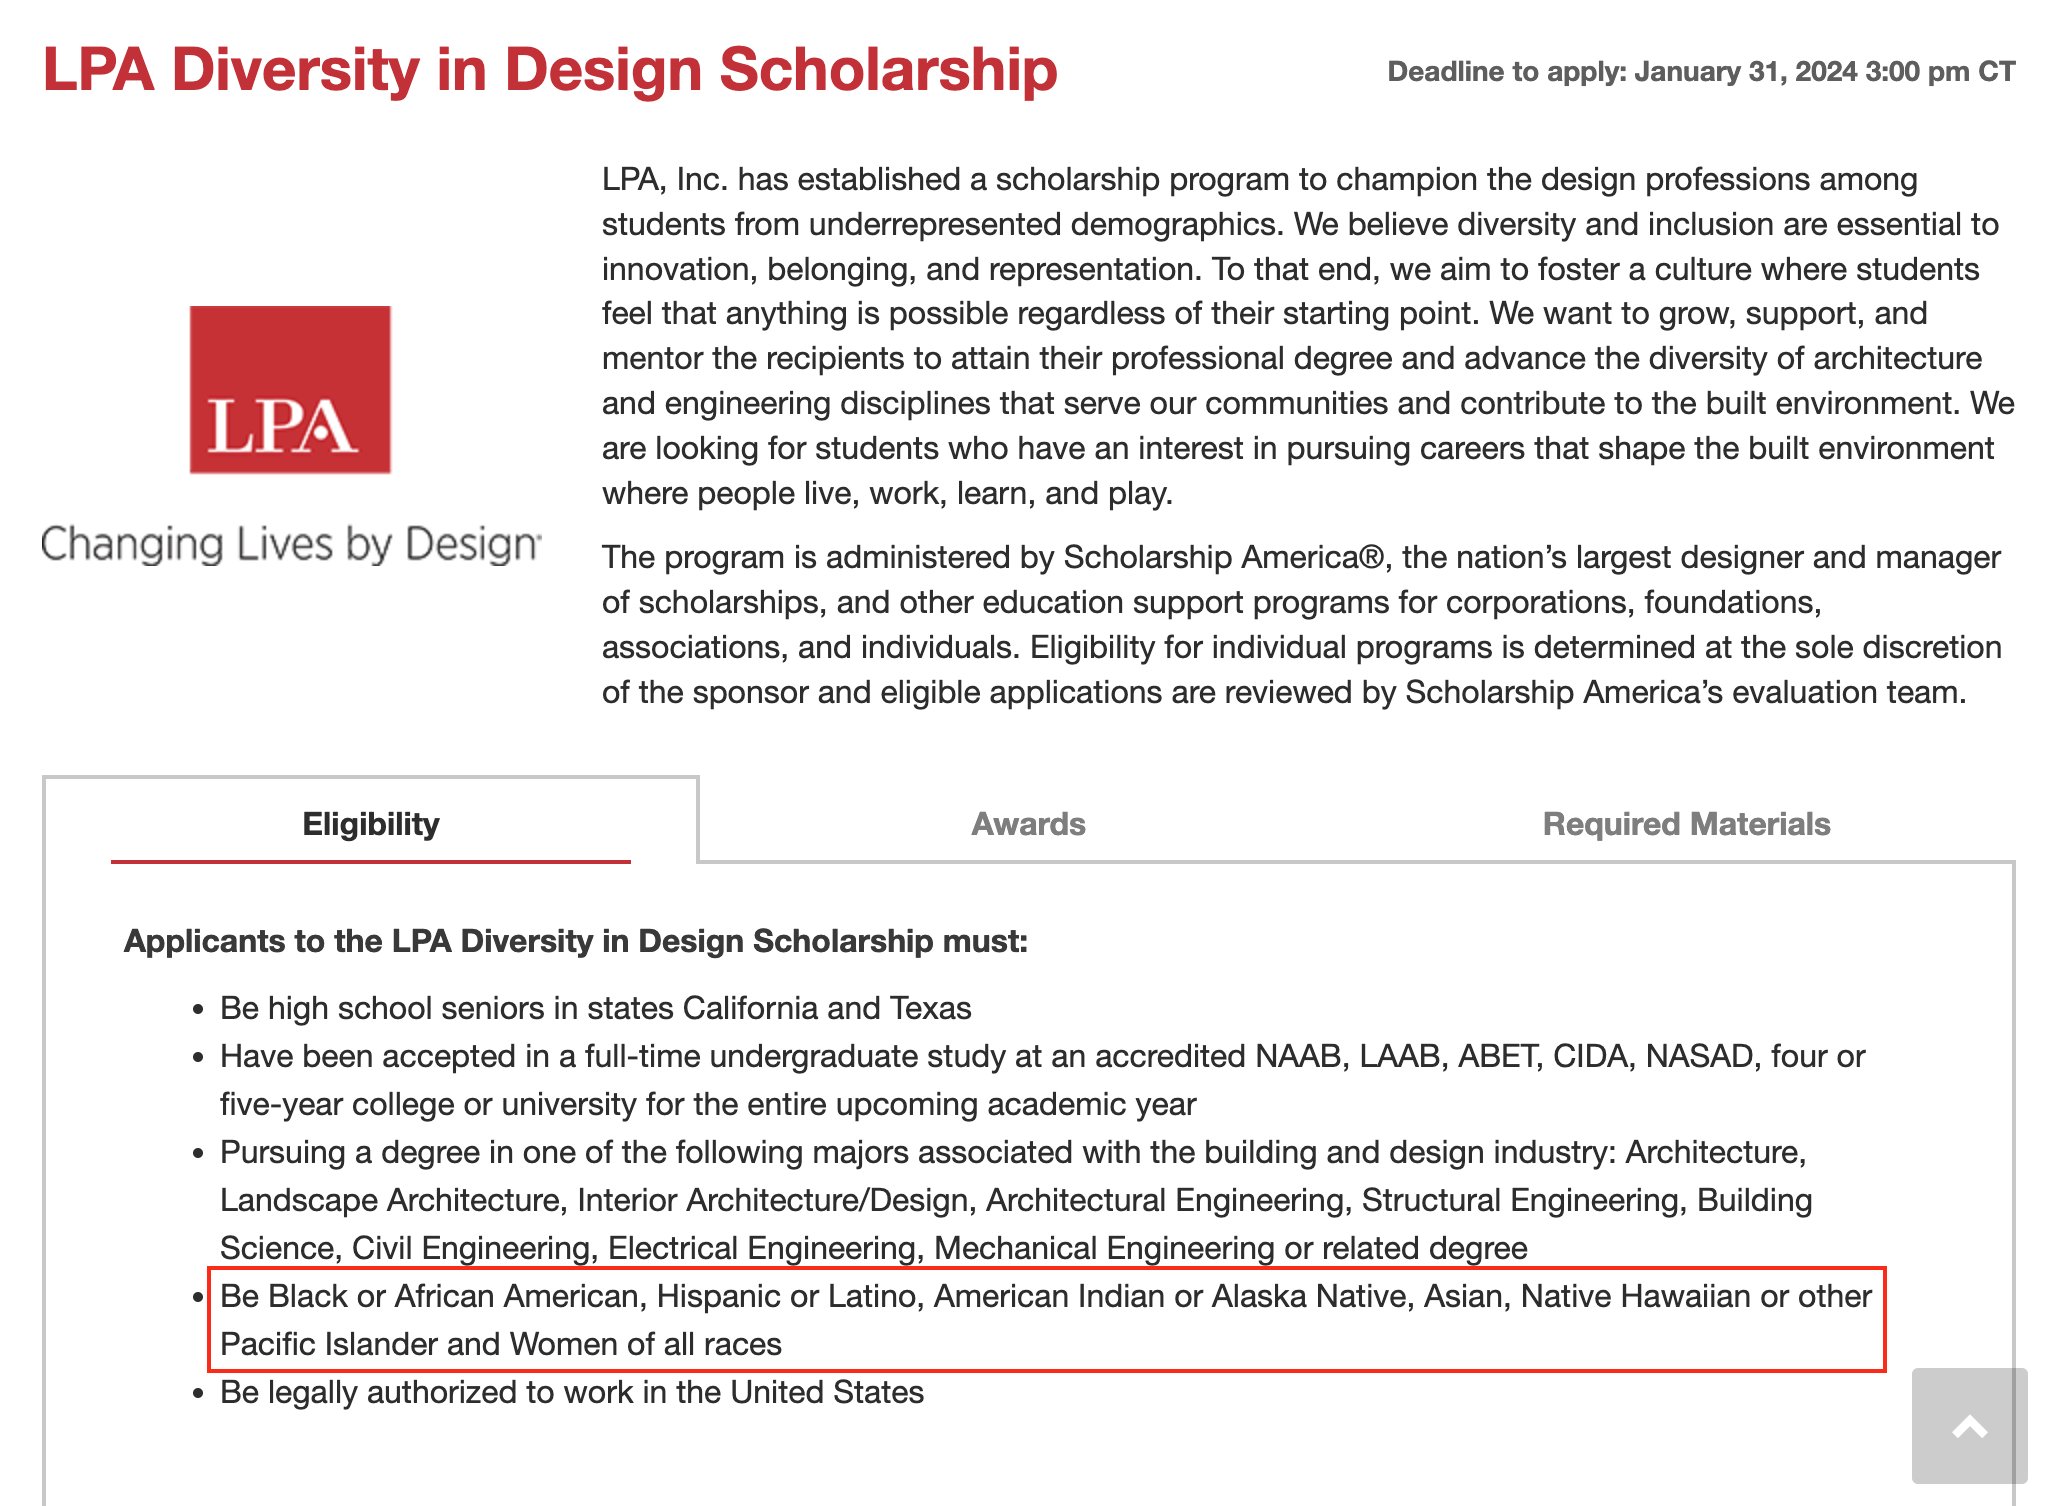 LPA Diversity in Design Scholarship
Deadline to apply: January 31, 2024 3:00 pm CT
LPA
Changing Lives by Design
LPA, Inc. has established a scholarship program to champion the design professions among
students from underrepresented demographics. We believe diversity and inclusion are essential to
innovation, belonging, and representation. To that end, we aim to foster a culture where students
feel that anything is possible regardless of their starting point. We want to grow, support, and
mentor the recipients to attain their professional degree and advance the diversity of architecture
and engineering disciplines that serve our communities and contribute to the built environment. We
are looking for students who have an interest in pursuing careers that shape the built environment
where people live, work, learn, and play.
The program is administered by Scholarship America®, the nation’s largest designer and manager
of scholarships, and other education support programs for corporations, foundations,
associations, and individuals. Eligibility for individual programs is determined at the sole discretion
of the sponsor and eligible applications are reviewed by Scholarship America’s evaluation team.
Eligibility
Awards
Required Materials
Applicants to the LPA Diversity in Design Scholarship must:
• Be high school seniors in states California and Texas
• Have been accepted in a full-time undergraduate study at an accredited NAAB, LAAB, ABET, CIDA, NASAD, four or
five-year college or university for the entire upcoming academic year
• Pursuing a degree in one of the following majors associated with the building and design industry: Architecture,
Landscape Architecture, Interior Architecture/Design, Architectural Engineering, Structural Engineering, Building
Science, Civil Engineering, Electrical Engineering, Mechanical Engineering or related degree
• Be Black or African American, Hispanic or Latino, American Indian or Alaska Native, Asian, Native Hawaiian or other
Pacific Islander and Women of all races
• Be legally authorized to work in the United States